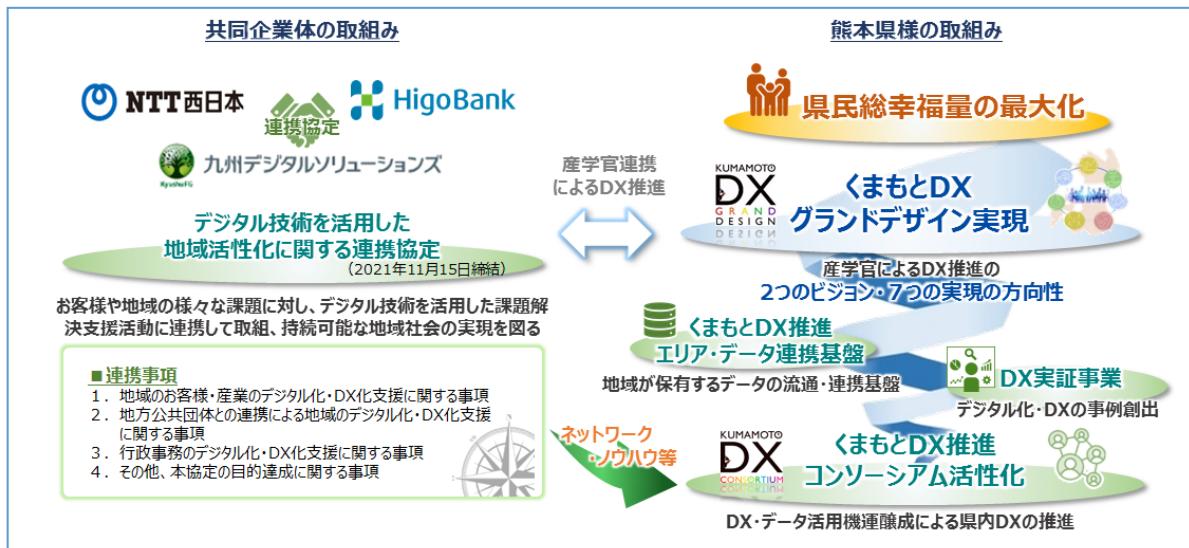 共同企業体の取組み
NTT西日本
連携協定
HigoBank
KyushuFG
九州デジタルソリューションズ
デジタル技術を活用した
地域活性化に関する連携協定
(2021年11月15日締結)
お客様や地域の様々な課題に対し、デジタル技術を活用した課題解
決支援活動に連携して取組、持続可能な地域社会の実現を図る
■連携事項
1．地域のお客様・産業のデジタル化・DX化支援に関する事項
2．地方公共団体との連携による地域のデジタル化・DX化支援
に関する事項
3．行政事務のデジタル化・DX化支援に関する事項
4．その他、本協定の目的達成に関する事項
産学官連携
によるDX推進
ネットワーク
・ノウハウ等
熊本県様の取組み
県民総幸福量の最大化
KUMAMOTO
DX
GRAND
DESIGN
くまもとDX
グランドデザイン実現
産学官によるDX推進の
2つのビジョン・7つの実現の方向性
くまもとDX推進
エリア・データ連携基盤
地域が保有するデータの流通・連携基盤
DX実証事業
デジタル化・DXの事例創出
KUMAMOTO
DX
CONSORTIUM
くまもとDX推進
コンソーシアム活性化
DX・データ活用機運醸成による県内DXの推進